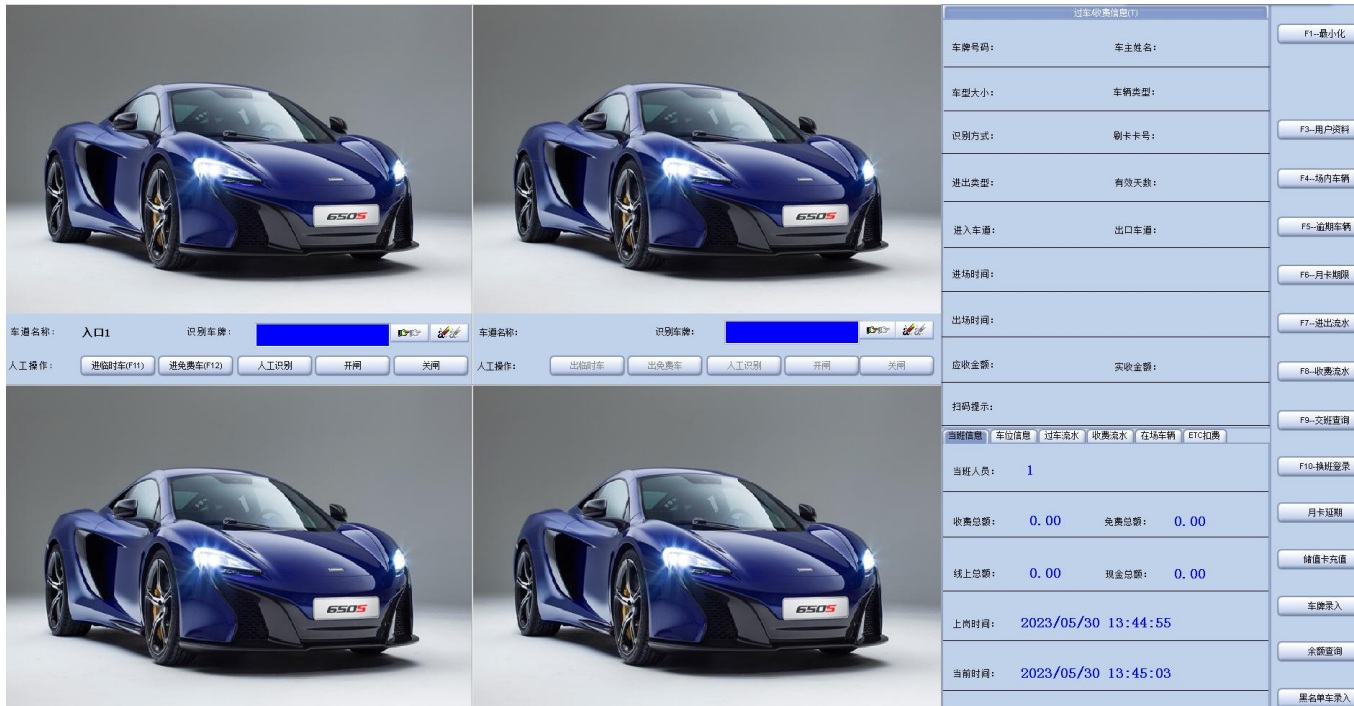 650S
650S
车道名称: 入口1 识别车牌:
人工操作: 进临时车(F11) 进免费车(F12) 人工识别 开闸 关闸
车道名称: 识别车牌:
人工操作: 出临时车 出免费车 人工识别 开闸 关闸
650S
650S
过车/收费信息(T)
车牌号码: 车主姓名:
车型大小: 车辆类型:
识别方式: 刷卡卡号:
进出类型: 有效天数:
进入车道: 出口车道:
进场时间:
出场时间:
应收金额: 实收金额:
扫码提示:
当班信息 车位信息 过车流水 收费流水 在场车辆 ETC扣费
当班人员: 1
收费总额: 0.00 免费总额: 0.00
线上总额: 0.00 现金总额: 0.00
上岗时间: 2023/05/30 13:44:55
当前时间: 2023/05/30 13:45:03
F1--最小化
F3--用户资料
F4--场内车辆
F5--逾期车辆
F6--月卡期限
F7--进出流水
F8--收费流水
F9--交班查询
F10-换班登录
月卡延期
储值卡充值
车牌录入
余额查询
黑名单车录入